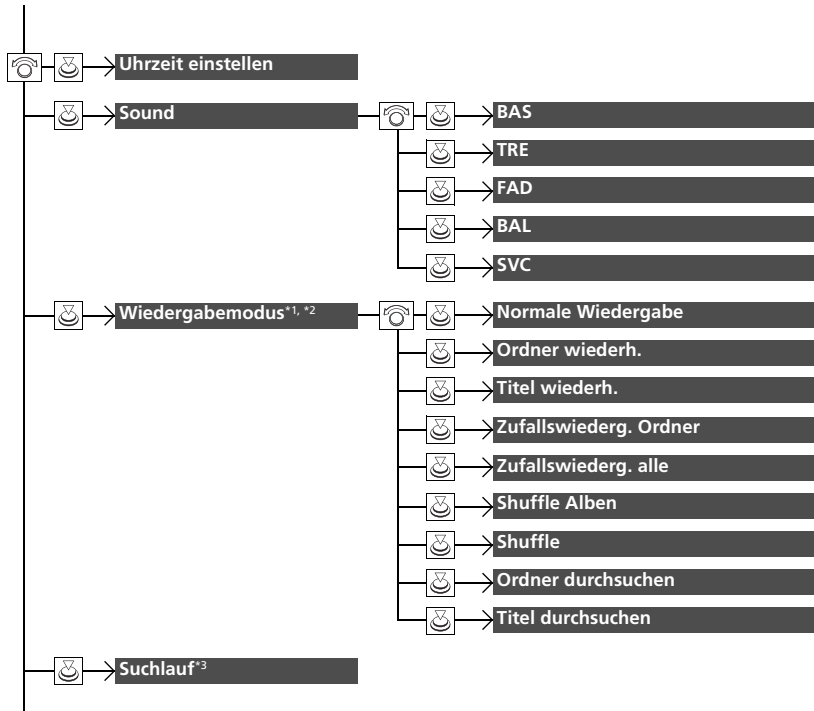 Uhrzeit einstellen
Sound
BAS
TRE
FAD
BAL
SVC
Wiedergabemodus*1, *2
Normale Wiedergabe
Ordner wiederh.
Titel wiederh.
Zufallswiederg. Ordner
Zufallswiederg. alle
Shuffle Alben
Shuffle
Ordner durchsuchen
Titel durchsuchen
Suchlauf*3